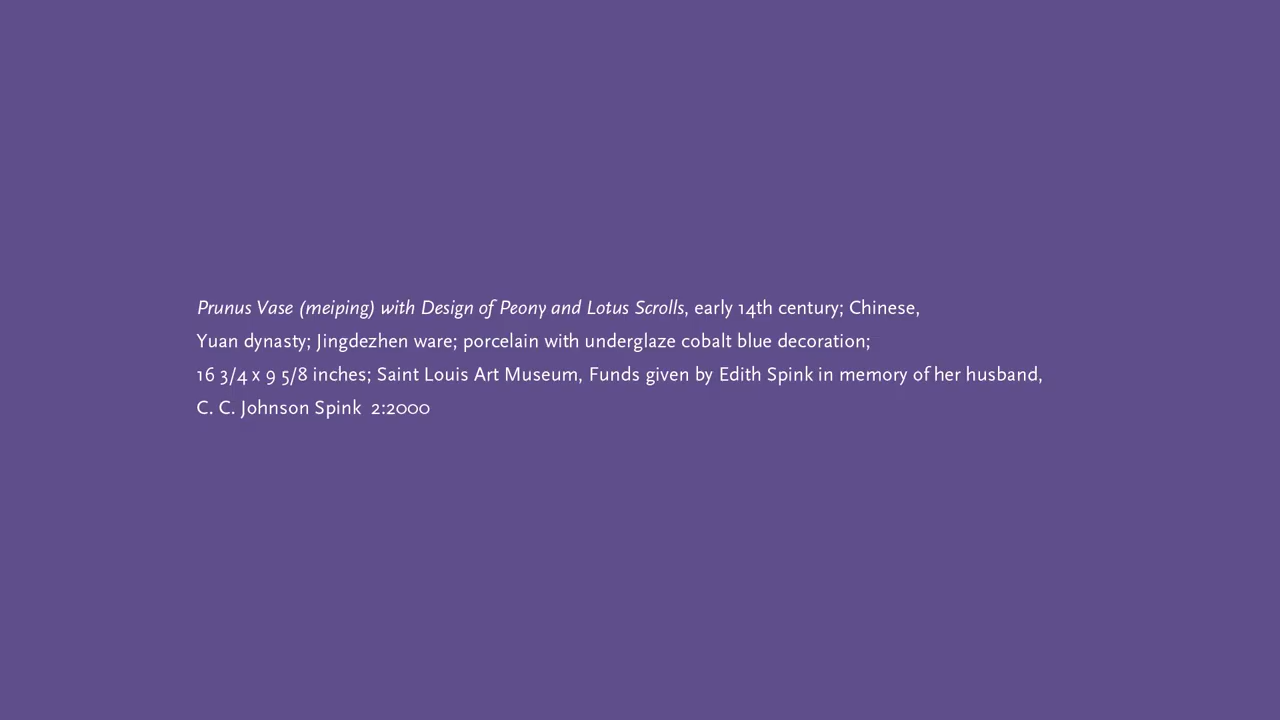 Prunus Vase (meiping) with Design of Peony and Lotus Scrolls, early 14th century; Chinese,
Yuan dynasty; Jingdezhen ware; porcelain with underglaze cobalt blue decoration;
16 3/4 x 9 5/8 inches; Saint Louis Art Museum, Funds given by Edith Spink in memory of her husband,
C. C. Johnson Spink  2:2000